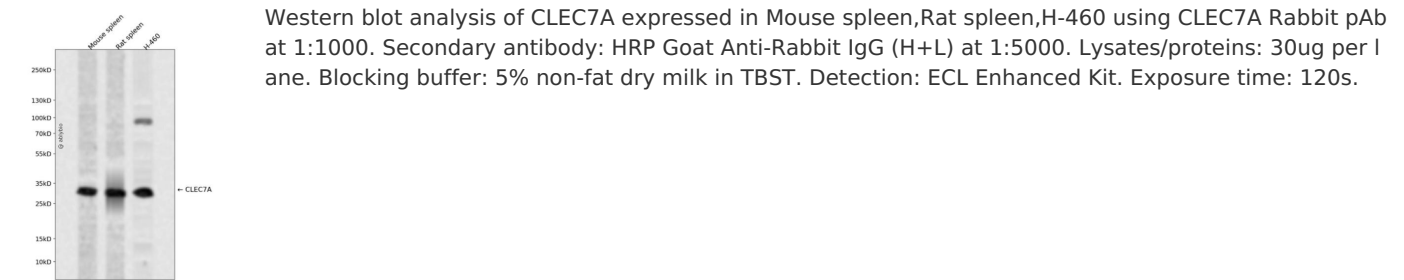 Mouse spleen
Rat spleen
H-460
250kD
130kD
100kD
70kD
55kD
35kD
25kD
15kD
10kD
← CLEC7A
Western blot analysis of CLEC7A expressed in Mouse spleen,Rat spleen,H-460 using CLEC7A Rabbit pAb
at 1:1000. Secondary antibody: HRP Goat Anti-Rabbit IgG (H+L) at 1:5000. Lysates/proteins: 30ug per l
ane. Blocking buffer: 5% non-fat dry milk in TBST. Detection: ECL Enhanced Kit. Exposure time: 120s.